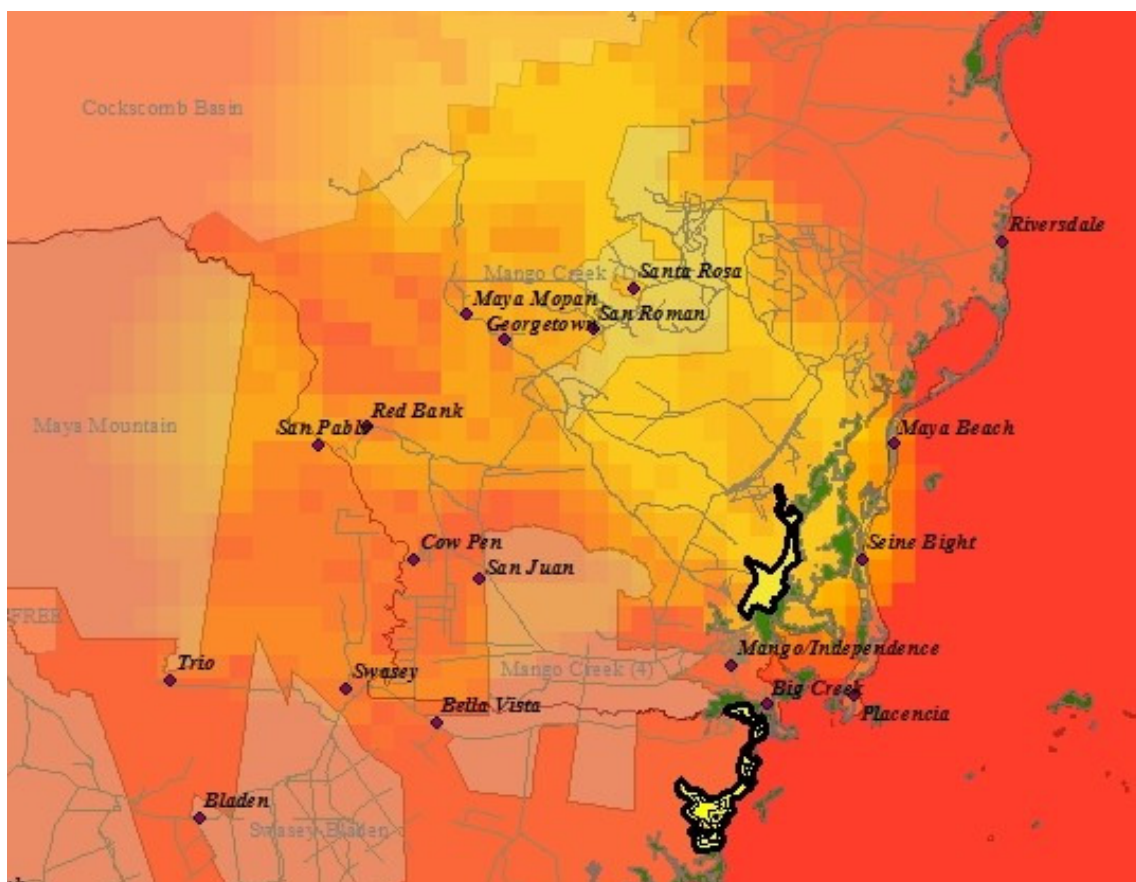 Cockscomb Basin
Riversdale
Mango Creek (1)
Santa Rosa
Maya Mopan
San Roman
Georgetown
Maya Mountain
Red Bank
San Pablo
Maya Beach
Cow Pen
Seine Bight
San Juan
FREE
Mango/Independence
Trio
Mango Creek (4)
Swasey
Big Creek
Bella Vista
Placencia
Bladen
Swasey-Bladen